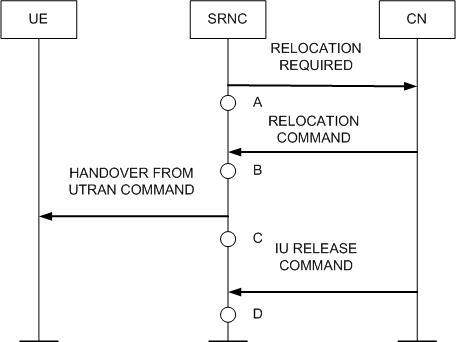 UE
SRNC
CN
RELOCATION
REQUIRED
A
RELOCATION
COMMAND
B
HANDOVER FROM
UTRAN COMMAND
C
IU RELEASE
COMMAND
D